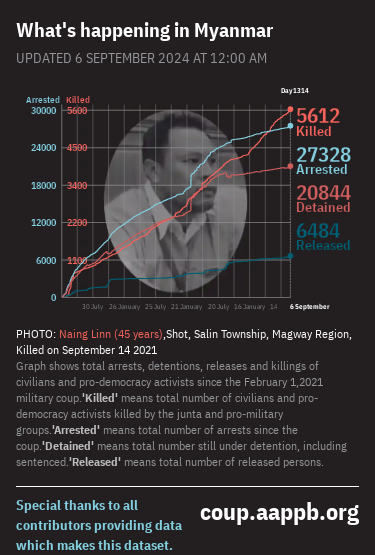 What's happening in Myanmar
UPDATED 6 SEPTEMBER 2024 AT 12:00 AM
Day1314
Arrested Killed
30000 5600
24000 4500
18000 3400
12000 2200
6000 1100
0
5612
Killed
27328
Arrested
20844
Detained
6484
Released
30 July 26 January 25 July 21 January 20 July 16 January 14 6 September
PHOTO: Naing Linn (45 years),Shot, Salin Township, Magway Region,
Killed on September 14 2021
Graph shows total arrests, detentions, releases and killings of
civilians and pro-democracy activists since the February 1,2021
military coup.'Killed' means total number of civilians and pro-
democracy activists killed by the junta and pro-military
groups.'Arrested' means total number of arrests since the
coup.'Detained' means total number still under detention, including
sentenced.'Released' means total number of released persons.
Special thanks to all
contributors providing data
which makes this dataset.
coup.aappb.org